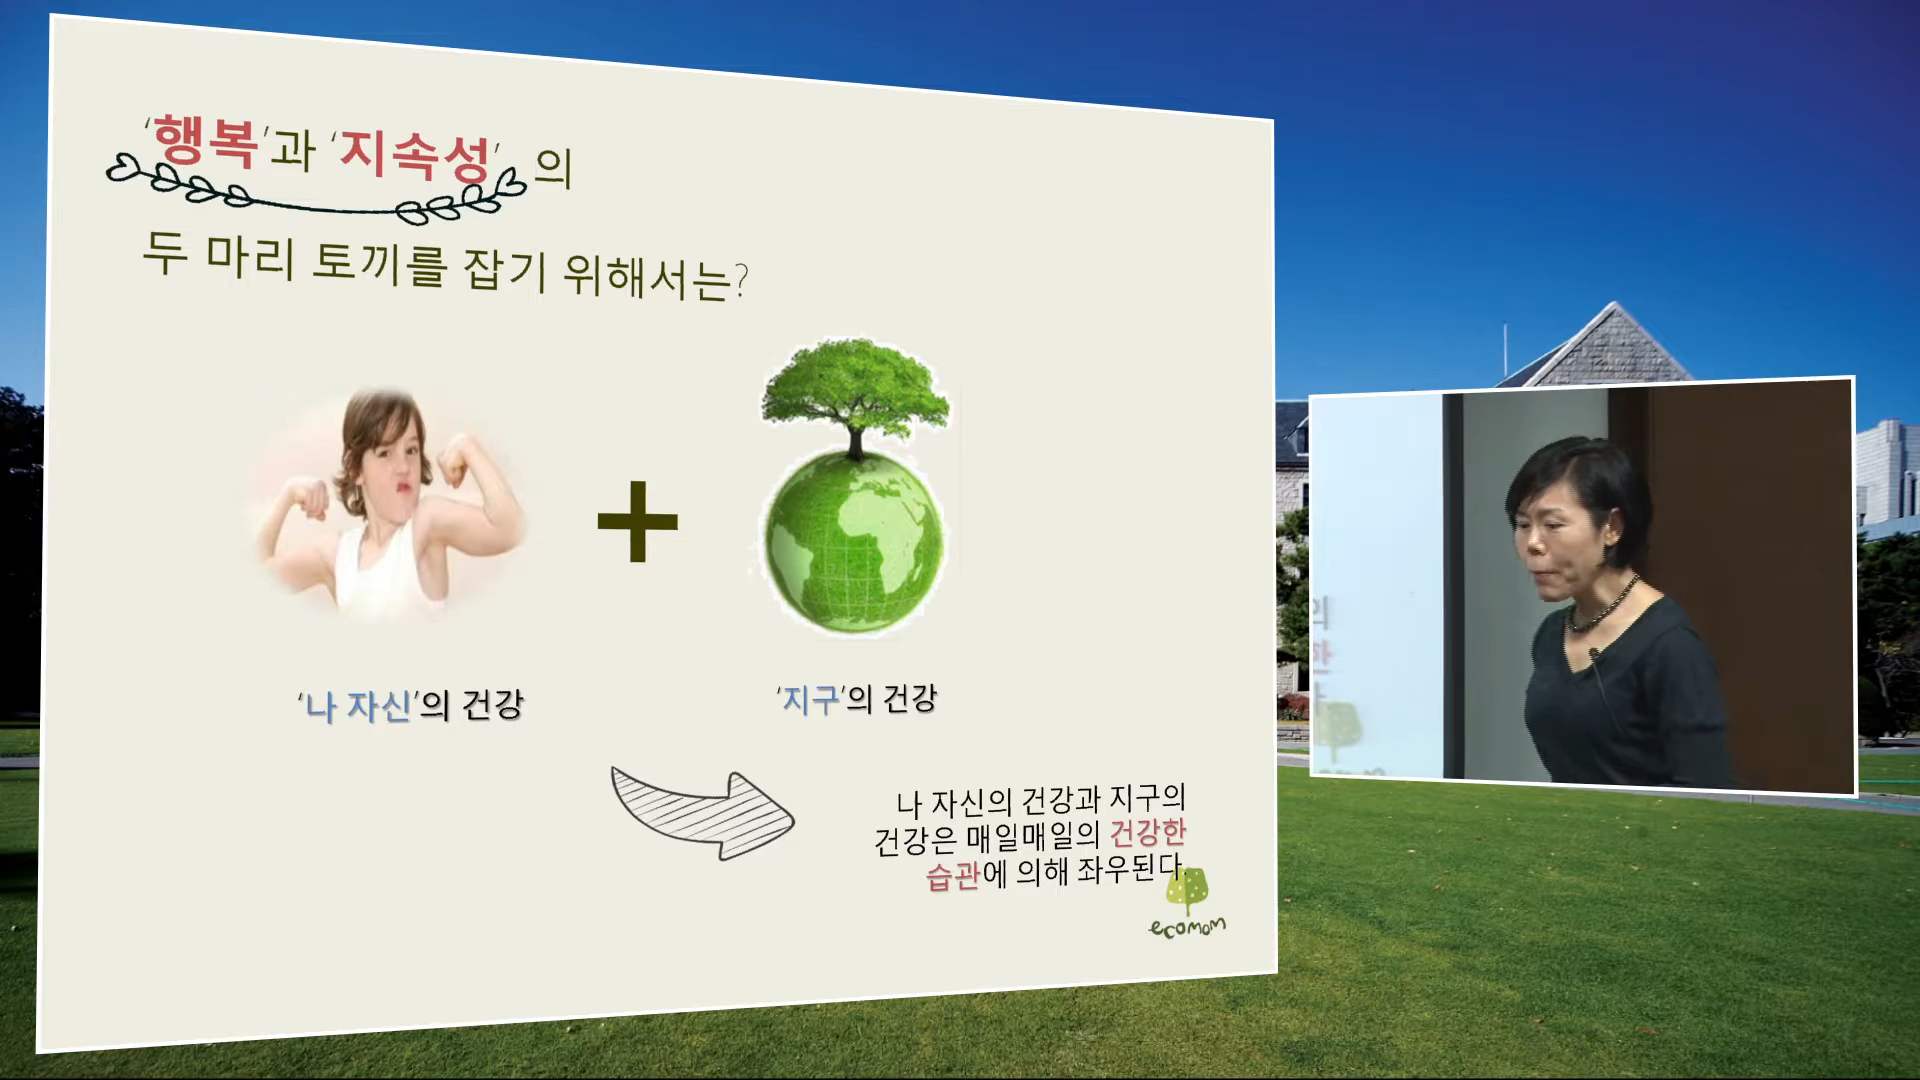 ‘행복’과 ‘지속성’ 의
두 마리 토끼를 잡기 위해서는?
‘나 자신’의 건강
‘지구’의 건강
나 자신의 건강과 지구의
건강은 매일매일의 건강한
습관에 의해 좌우된다.
ecomom